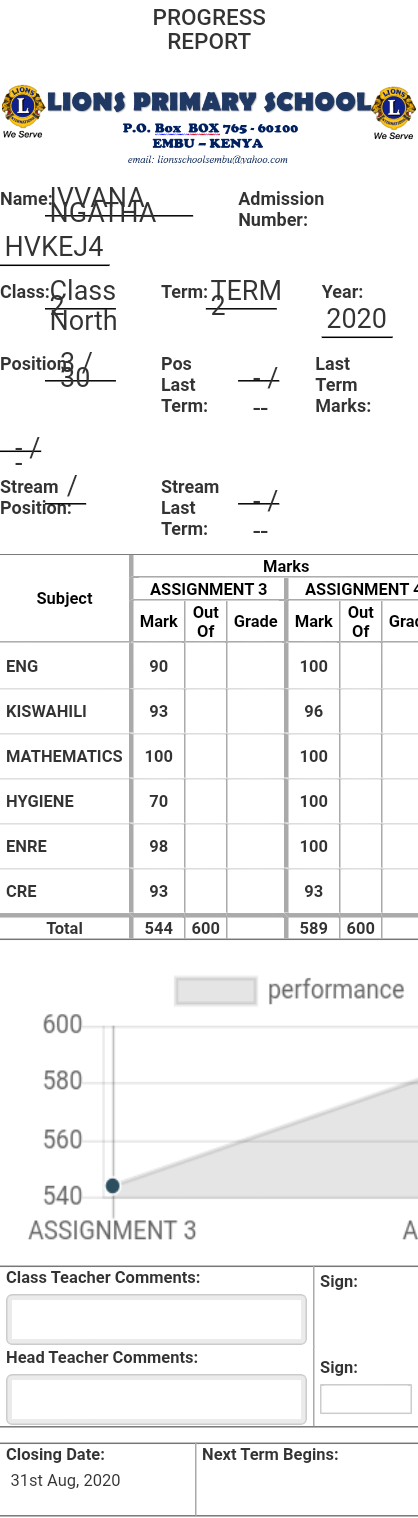 PROGRESS
REPORT
LIONS PRIMARY SCHOOL
P.O. Box BOX 765 - 60100
EMBU – KENYA
email: lionsschoolsembu@yahoo.com
LIONS L
We Serve
LIONS L
We Serve
Name: IVVANA NGATHA
Admission Number: HVKEJ4
Class: Class 2 North
Term: TERM 2
Year: 2020
Position: 3 / 30
Pos Last Term: - / --
Last Term Marks: - / -
Stream Position: /
Stream Last Term: - / --
Subject Marks
ASSIGNMENT 3 ASSIGNMENT 4
Mark Out Of Grade Mark Out Of Grad
ENG 90 100
KISWAHILI 93 96
MATHEMATICS 100 100
HYGIENE 70 100
ENRE 98 100
CRE 93 93
Total 544 600 589 600
performance
600
580
560
540
ASSIGNMENT 3 A
Class Teacher Comments:
Sign:
Head Teacher Comments:
Sign:
Closing Date: Next Term Begins:
31st Aug, 2020